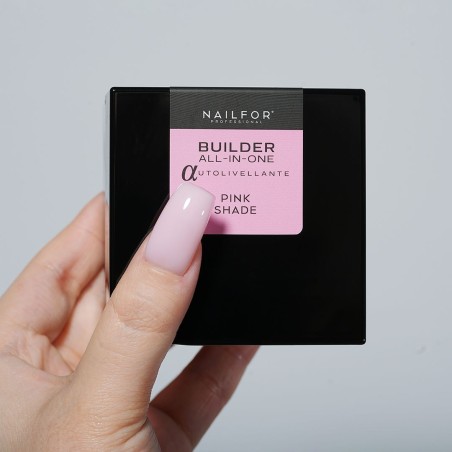 NAILFOR®
PROFESSIONAL
BUILDER
ALL-IN-ONE
αUTOLIVELLANTE
PINK
SHADE